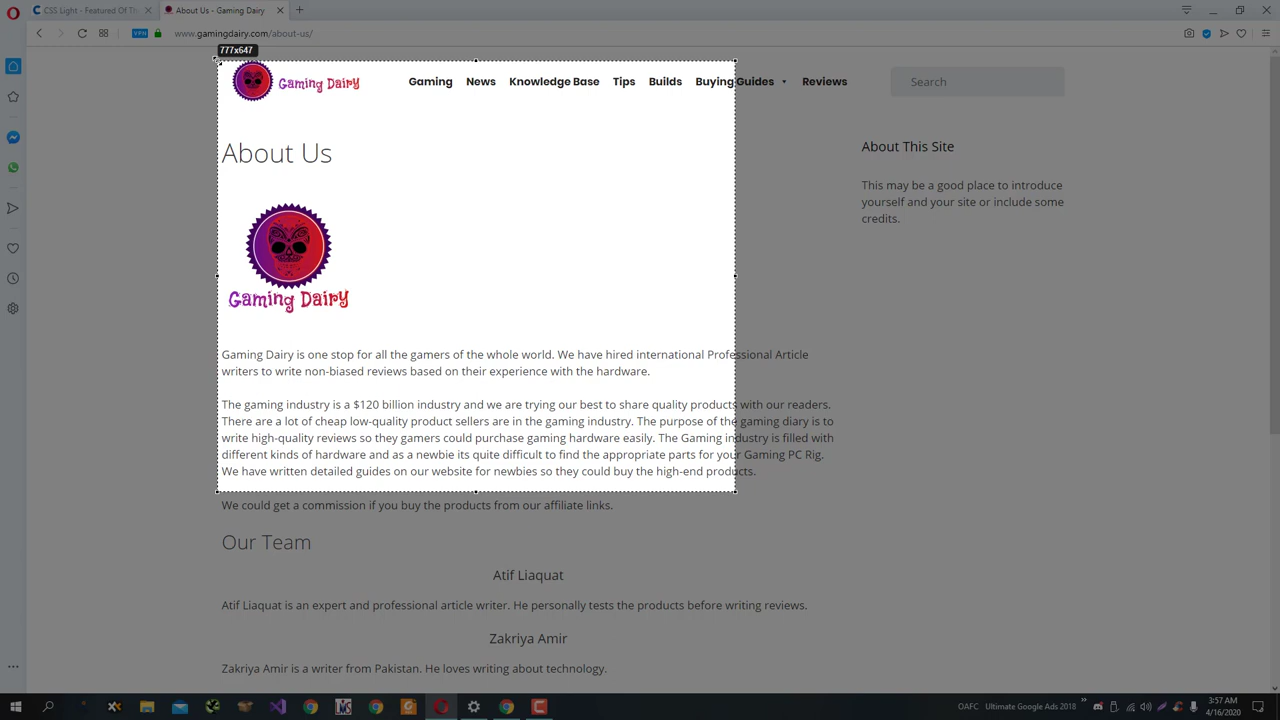 CSS Light - Featured Of Th
About Us - Gaming Dairy
VPN
www.gamingdairy.com/about-us/
777x647
Gaming Dairy
Gaming
News
Knowledge Base
Tips
Builds
Buying Guides
Reviews
Search
About Us
About This Site
This may be a good place to introduce
yourself and your site or include some
credits.
Gaming Dairy
Gaming Dairy is one stop for all the gamers of the whole world. We have hired international Professional Article
writers to write non-biased reviews based on their experience with the hardware.
The gaming industry is a $120 billion industry and we are trying our best to share quality products with our readers.
There are a lot of cheap low-quality product sellers are in the gaming industry. The purpose of the gaming diary is to
write high-quality reviews so they gamers could purchase gaming hardware easily. The Gaming industry is filled with
different kinds of hardware and as a newbie its quite difficult to find the appropriate parts for your Gaming PC Rig.
We have written detailed guides on our website for newbies so they could buy the high-end products.
We could get a commission if you buy the products from our affiliate links.
Our Team
Atif Liaquat
Atif Liaquat is an expert and professional article writer. He personally tests the products before writing reviews.
Zakriya Amir
Zakriya Amir is a writer from Pakistan. He loves writing about technology.
OAFC
Ultimate Google Ads 2018
3:57 AM
4/16/2020